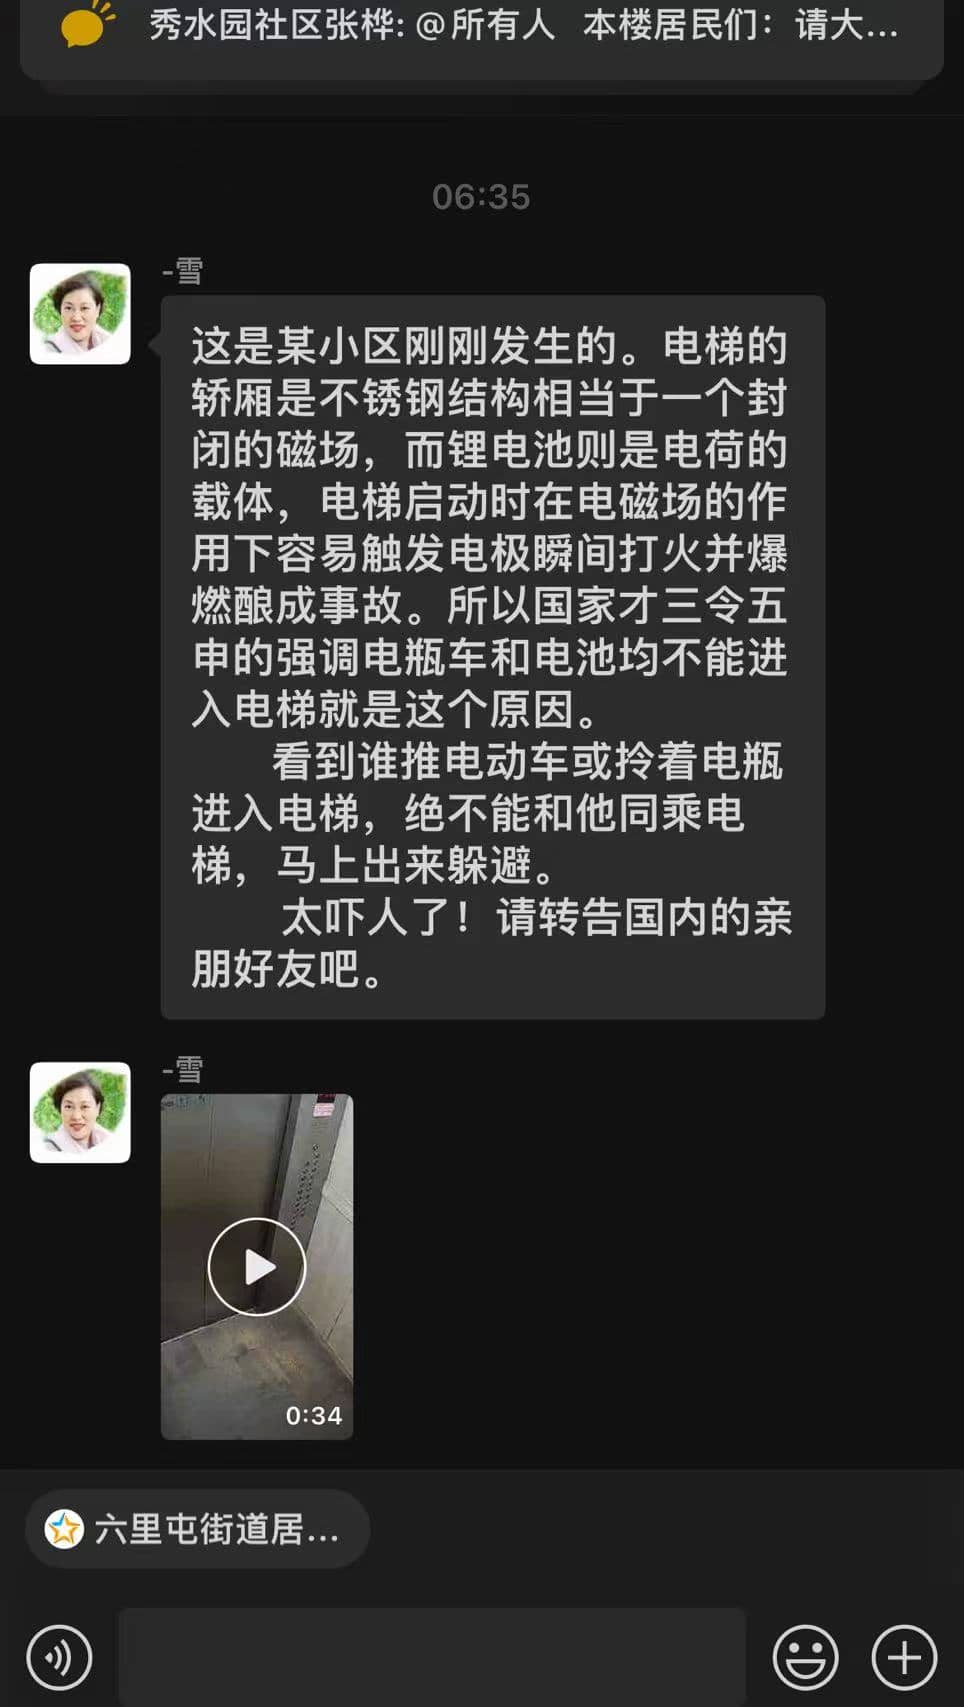 秀水园社区张桦: @所有人 本楼居民们：请大...
06:35
-雪
这是某小区刚刚发生的。电梯的
轿厢是不锈钢结构相当于一个封
闭的磁场，而锂电池则是电荷的
载体，电梯启动时在电磁场的作
用下容易触发电极瞬间打火并爆
燃酿成事故。所以国家才三令五
申的强调电瓶车和电池均不能进
入电梯就是这个原因。
看到谁推电动车或拎着电瓶
进入电梯，绝不能和他同乘电
梯，马上出来躲避。
太吓人了！请转告国内的亲
朋好友吧。
-雪
0:34
六里屯街道居...